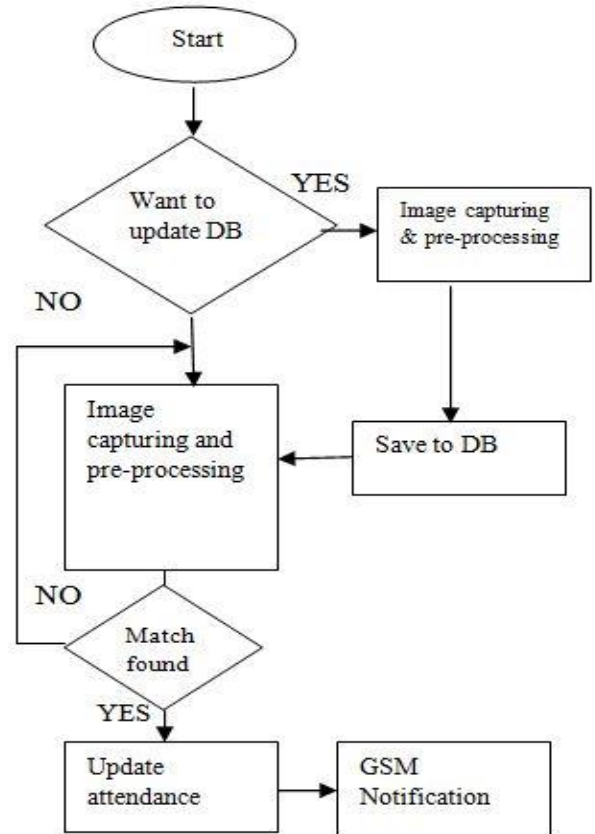 Start
YES
Want to
update DB
Image capturing
& pre-processing
NO
Image
capturing and
pre-processing
Save to DB
NO
Match
found
YES
Update
attendance
GSM
Notification